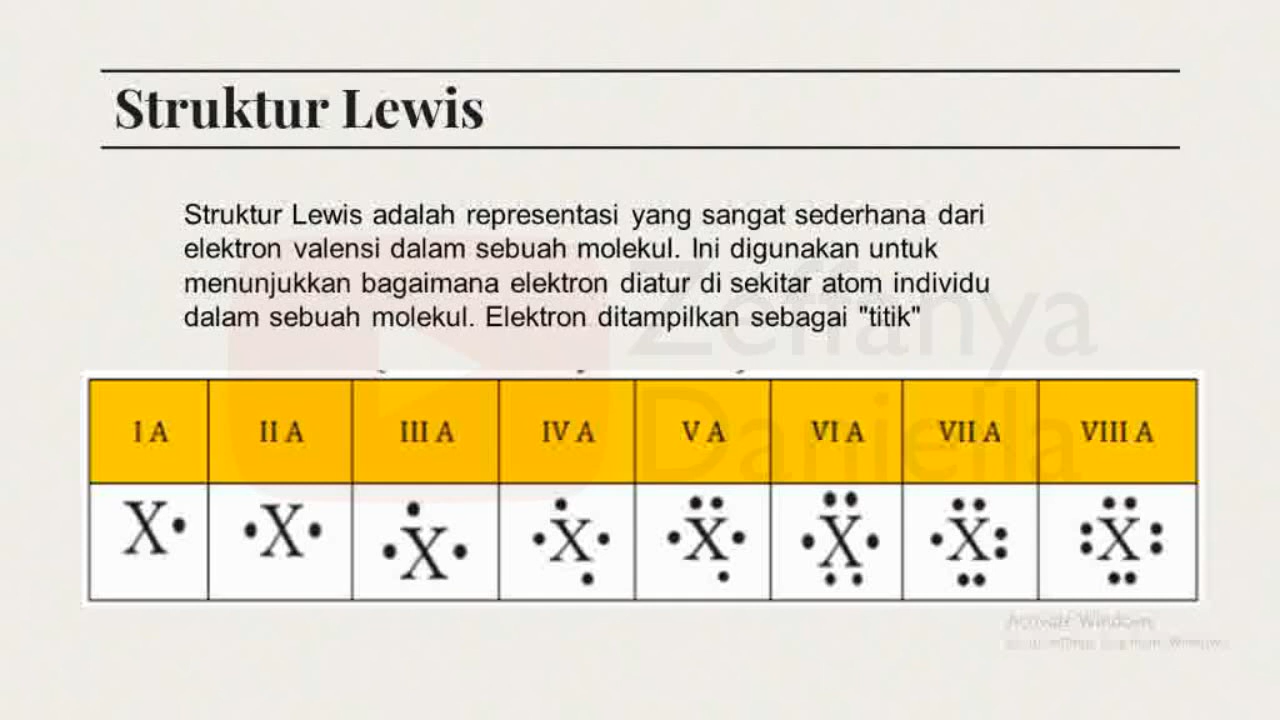 Struktur Lewis
Struktur Lewis adalah representasi yang sangat sederhana dari
elektron valensi dalam sebuah molekul. Ini digunakan untuk
menunjukkan bagaimana elektron diatur di sekitar atom individu
dalam sebuah molekul. Elektron ditampilkan sebagai "titik"
Zeffanya
Daniella
I A II A III A IV A V A VI A VII A VIII A
X X X X X X X X
Activate Windows